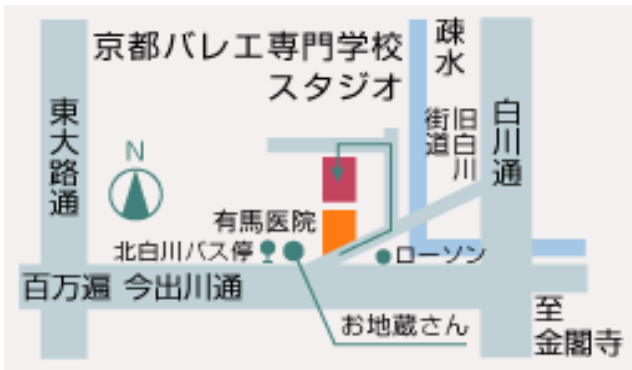 京都バレエ専門学校
スタジオ
疎水
旧白川
街道
白川通
東大路通
N
有馬医院
北白川バス停
ローソン
百万遍 今出川通
お地蔵さん
至
金閣寺